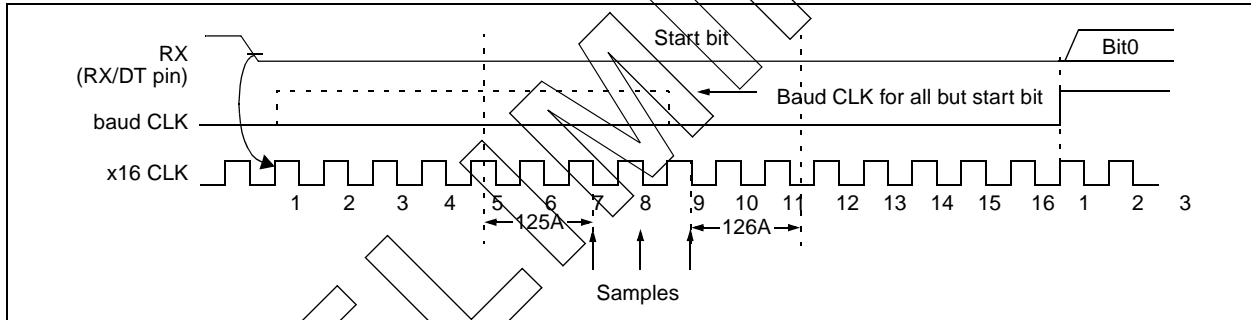 RX
(RX/DT pin)
Start bit
Bit0
baud CLK
Baud CLK for all but start bit
x16 CLK
1 2 3 4 5 6 7 8 9 10 11 12 13 14 15 16 1 2 3
125A
126A
Samples